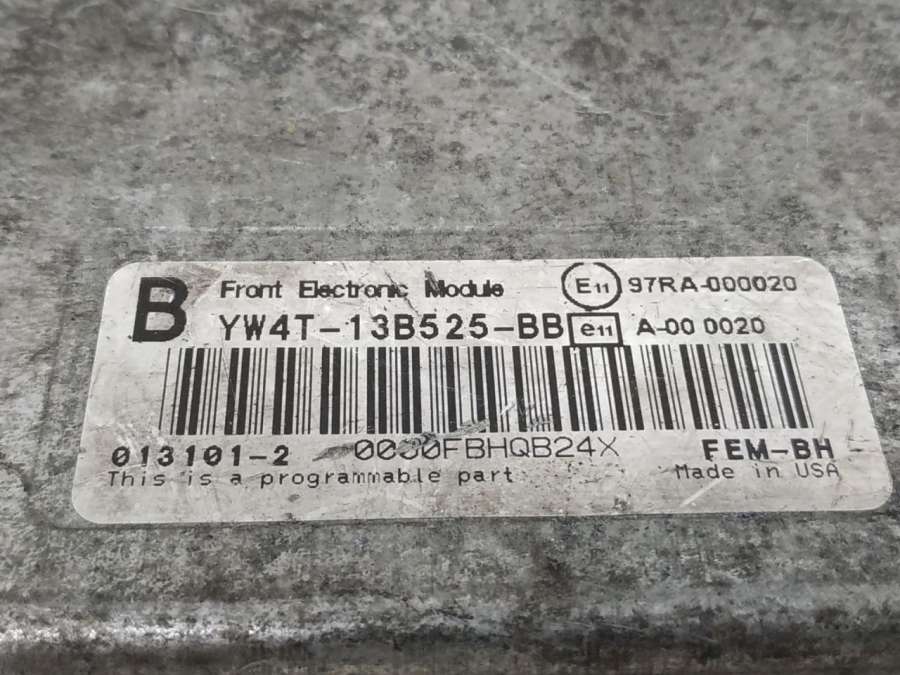 B Front Electronic Module E11 97RA-000020
YW4T-13B525-BB e11 A-00 0020
013101-2 FEM-BH
This is a programmable part Made in USA